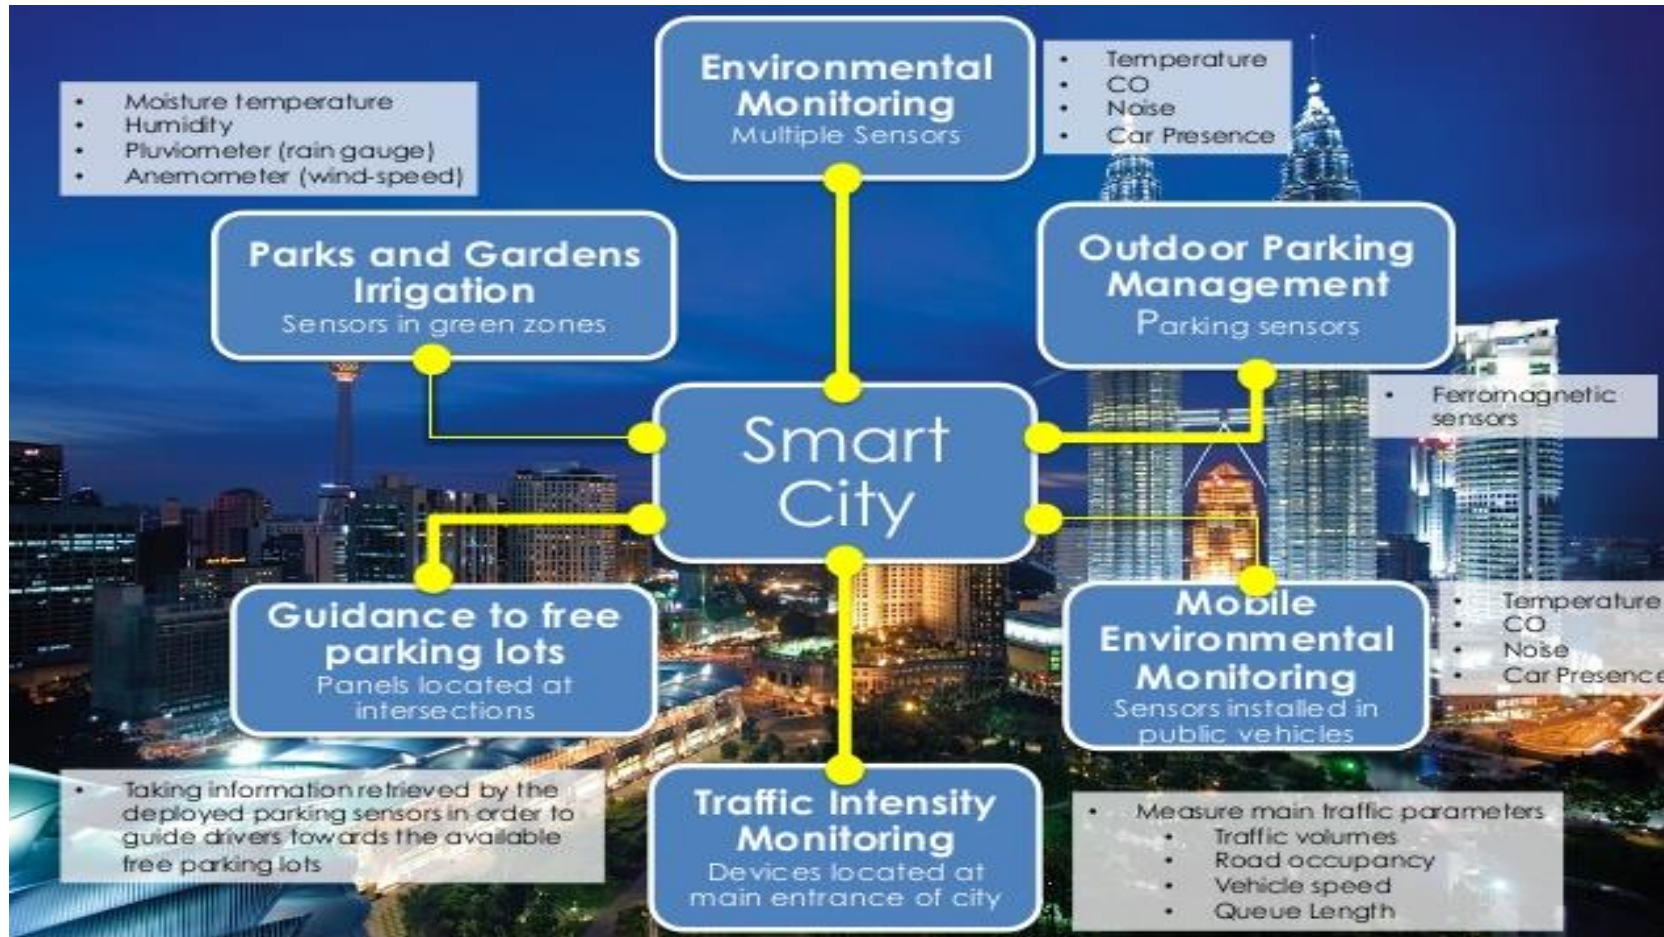 Environmental
Monitoring
Multiple Sensors
• Temperature
• CO
• Noise
• Car Presence
• Moisture temperature
• Humidity
• Pluviometer (rain gauge)
• Anemometer (wind-speed)
Parks and Gardens
Irrigation
Sensors in green zones
Outdoor Parking
Management
Parking sensors
• Ferromagnetic
sensors
Smart
City
Guidance to free
parking lots
Panels located at
intersections
• Taking information retrieved by the
deployed parking sensors in order to
guide drivers towards the available
free parking lots
Mobile
Environmental
Monitoring
Sensors installed in
public vehicles
• Temperature
• CO
• Noise
• Car Presence
Traffic Intensity
Monitoring
Devices located at
main entrance of city
• Measure main traffic parameters
• Traffic volumes
• Road occupancy
• Vehicle speed
• Queue Length